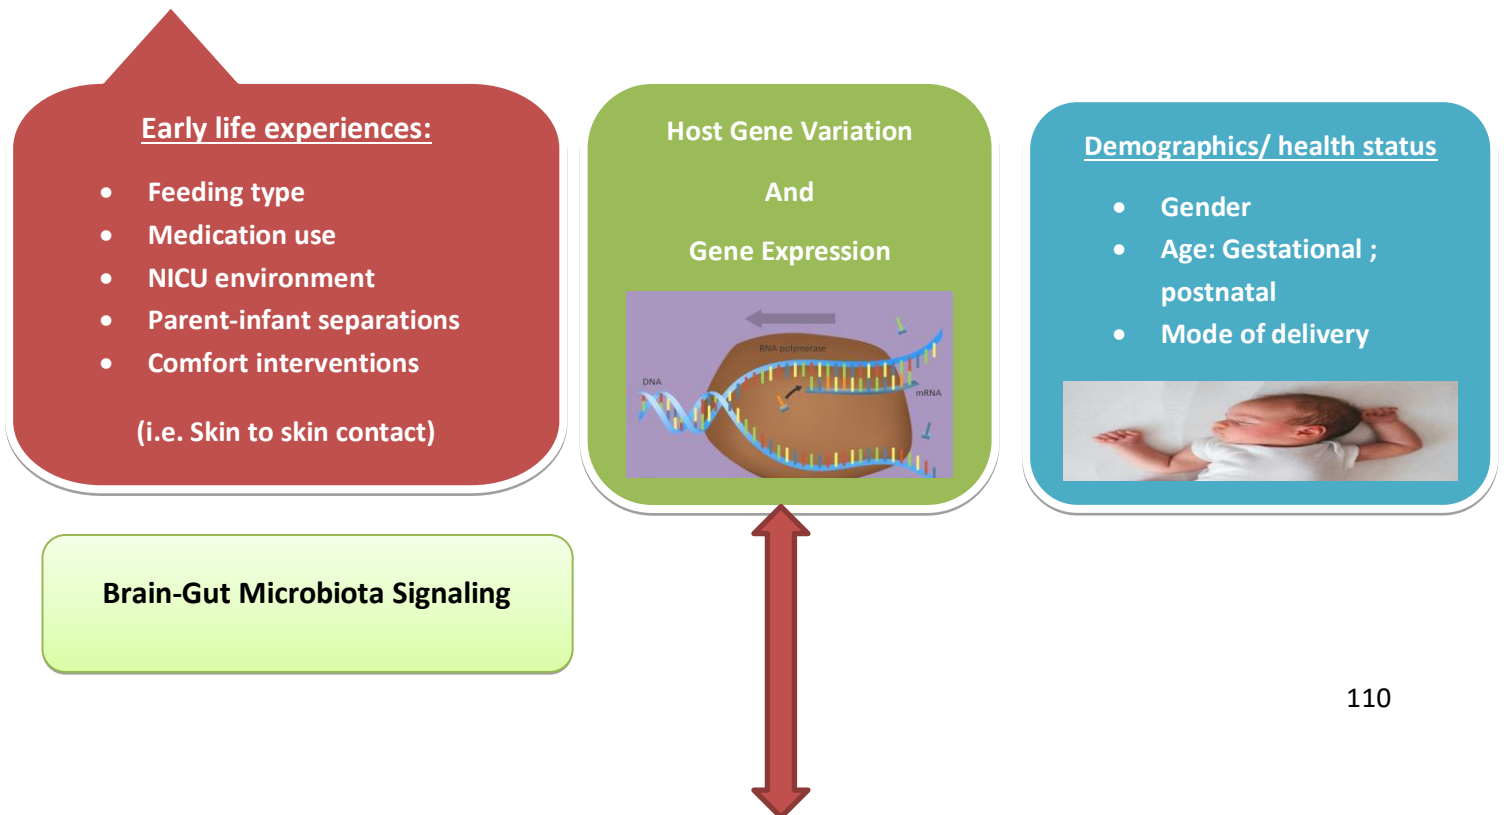 Early life experiences:
• Feeding type
• Medication use
• NICU environment
• Parent-infant separations
• Comfort interventions
(i.e. Skin to skin contact)
Host Gene Variation
And
Gene Expression
RNA polymerase
DNA
mRNA
Demographics/ health status
• Gender
• Age: Gestational ;
postnatal
• Mode of delivery
Brain-Gut Microbiota Signaling
110